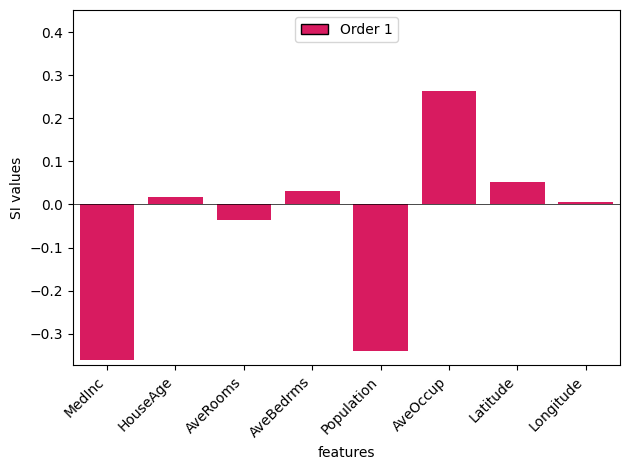 Order 1
SI values
0.4
0.3
0.2
0.1
0.0
−0.1
−0.2
−0.3
MedInc
HouseAge
AveRooms
AveBedrms
Population
AveOccup
Latitude
Longitude
features